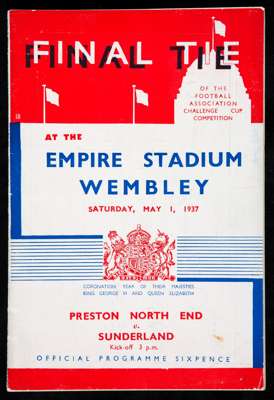 FINAL TIE
OF THE
FOOTBALL
ASSOCIATION
CHALLENGE CUP
COMPETITION
AT THE
EMPIRE STADIUM
WEMBLEY
SATURDAY, MAY 1, 1937
CORONATION YEAR OF THEIR MAJESTIES
KING GEORGE VI AND QUEEN ELIZABETH
PRESTON NORTH END
v.
SUNDERLAND
Kick-off 3 p.m.
OFFICIAL PROGRAMME SIXPENCE